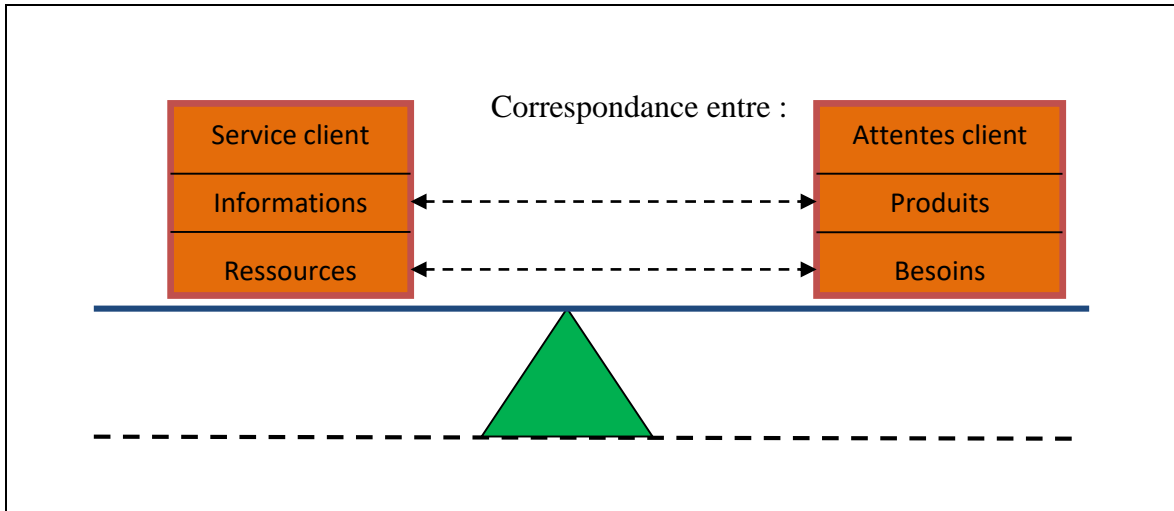 Correspondance entre :
Service client
Attentes client
Informations
Produits
Ressources
Besoins